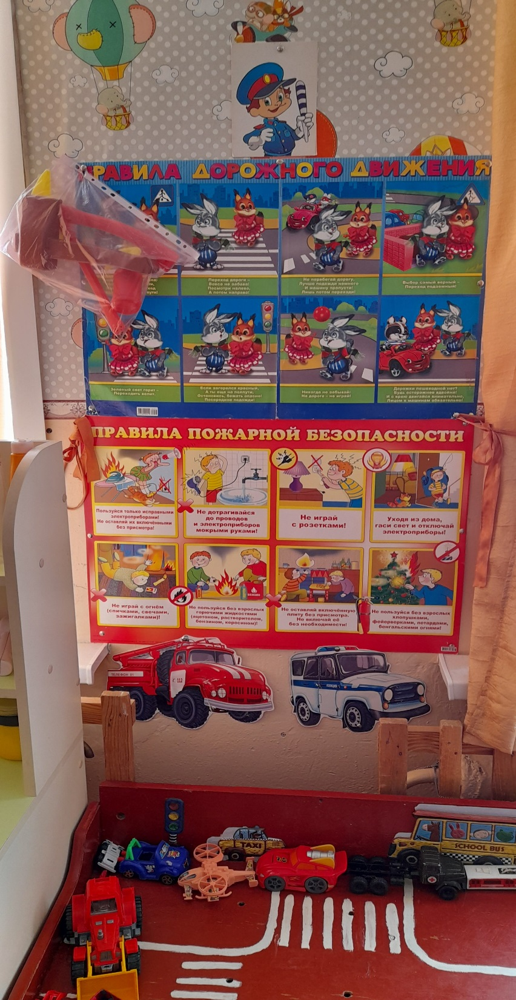 ПРАВИЛА ДОРОЖНОГО ДВИЖЕНИЯ
Переход дороги –
Вовсе не забава!
Посмотри налево,
А потом направо!
Не перебегай дорогу,
Лучше подожди немного
И машину пропусти!
Лишь потом переходи!
Выбор самый верный –
Переход подземный!
Зеленый свет горит –
Переходить велит.
Если загорелся красный,
А ты еще на полпути,
Остановись, бежать опасно!
Посередине подожди!
Никогда не забывай:
На дороге – не играй!
Дорожки пешеходной нет?
Будь осторожнее вдвойне!
И с краю двигайся внимательно,
Лицом к машинам обязательно!
ПРАВИЛА ПОЖАРНОЙ БЕЗОПАСНОСТИ
Пользуйся только исправными
электроприборами!
Не оставляй их включёнными
без присмотра!
Не дотрагивайся
до проводов
и электроприборов
мокрыми руками!
Не играй
с розетками!
Уходя из дома,
гаси свет и отключай
электроприборы!
БЕНЗИН
Не играй с огнём
(спичками, свечами,
зажигалками)!
Не пользуйся без взрослых
горючими жидкостями
(ацетоном, растворителем,
бензином, керосином)!
Не оставляй включённую
плиту без присмотра.
Не включай её
без необходимости!
Не пользуйся без взрослых
хлопушками,
фейерверками, петардами,
бенгальскими огнями!
ТЕЛЕФОН 01
112
ПОЛИЦИЯ
TAXI
SCHOOL BUS